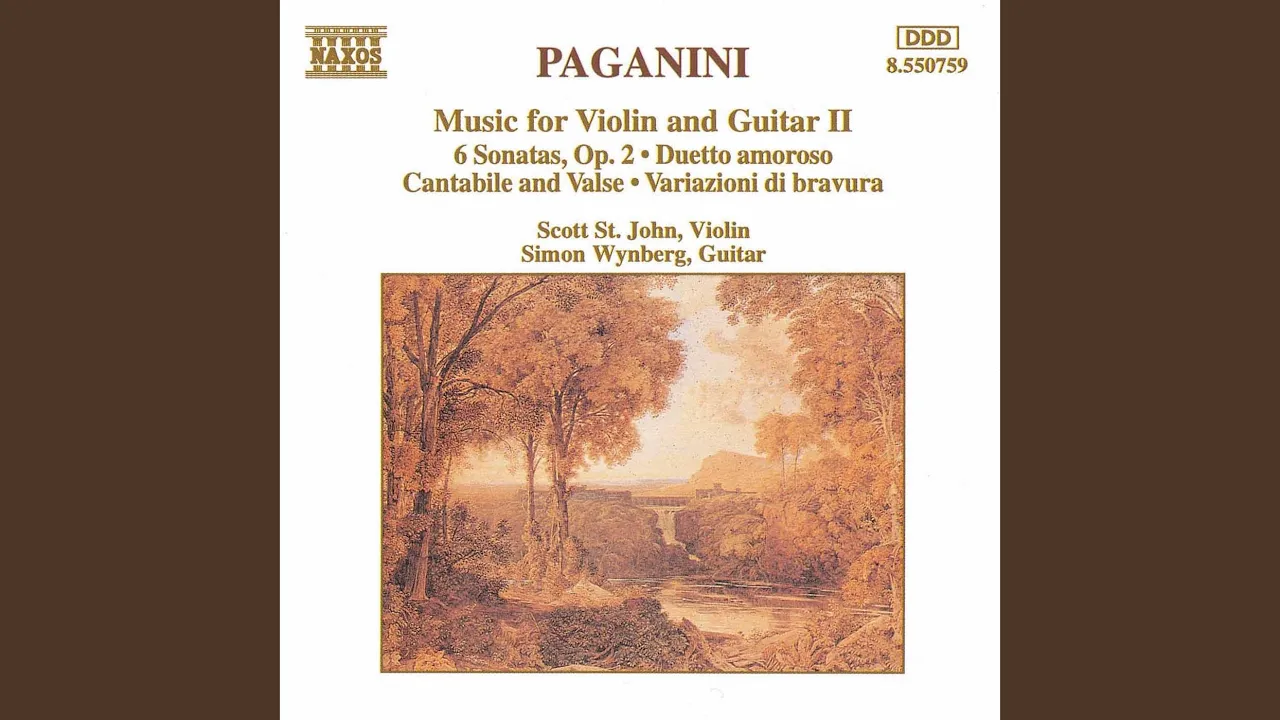 NAXOS
DDD
8.550759
PAGANINI
Music for Violin and Guitar II
6 Sonatas, Op. 2 • Duetto amoroso
Cantabile and Valse • Variazioni di bravura
Scott St. John, Violin
Simon Wynberg, Guitar